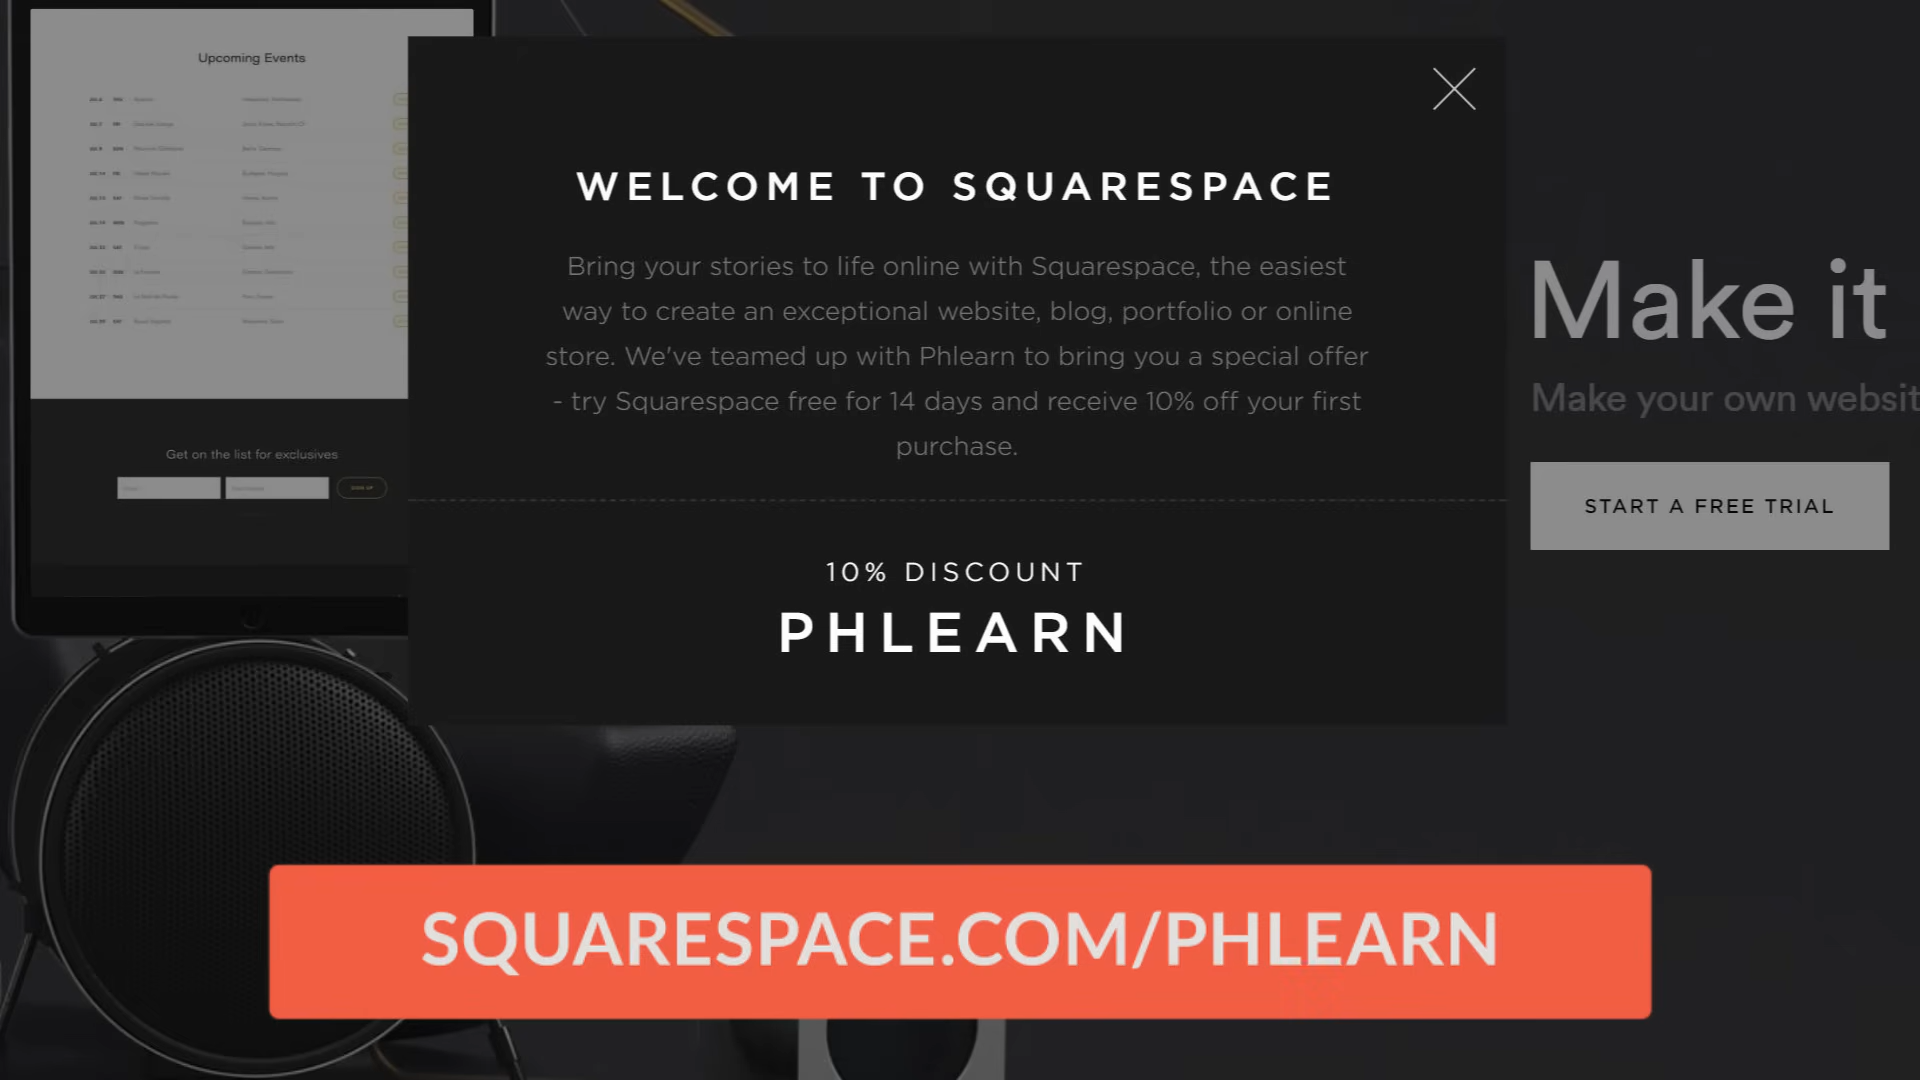 Upcoming Events
WELCOME TO SQUARESPACE
Bring your stories to life online with Squarespace, the easiest
way to create an exceptional website, blog, portfolio or online
store. We've teamed up with Phlearn to bring you a special offer
- try Squarespace free for 14 days and receive 10% off your first
purchase.
10% DISCOUNT
PHLEARN
Make it
Make your own websit
START A FREE TRIAL
Get on the list for exclusives
SIGN UP
SQUARESPACE.COM/PHLEARN